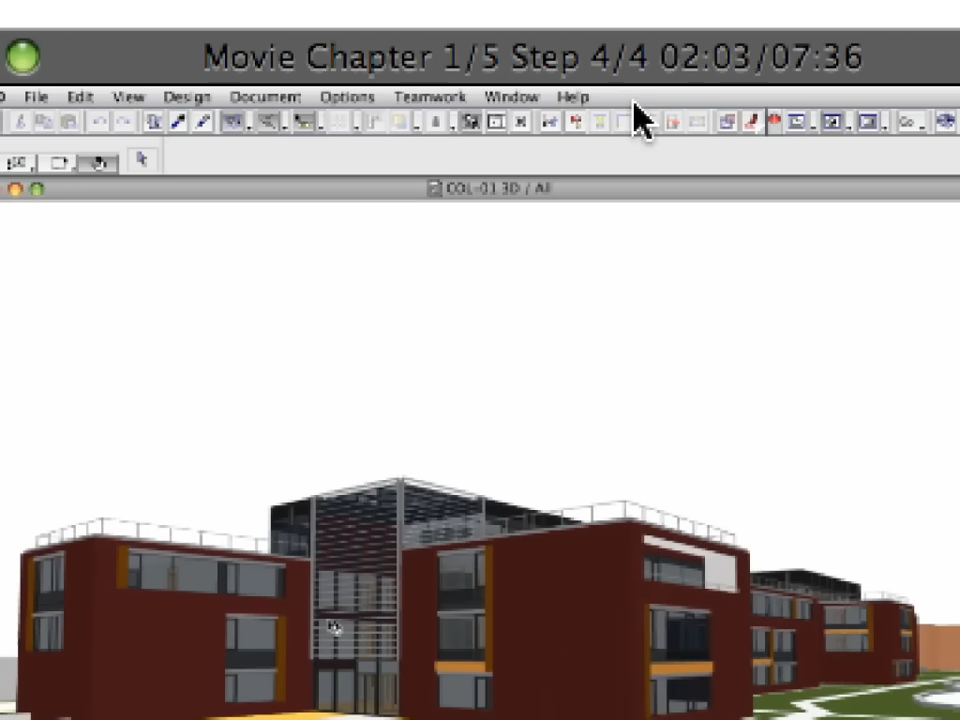 Movie Chapter 1/5 Step 4/4 02:03/07:36
File Edit View Design Document Options Teamwork Window Help
Go
COL-01 3D / All